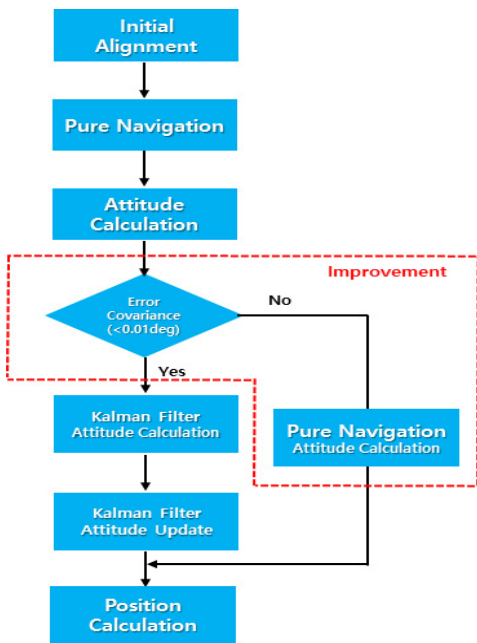 Initial
Alignment
Pure Navigation
Attitude
Calculation
Improvement
Error
Covariance
(<0.01deg)
No
Yes
Kalman Filter
Attitude Calculation
Pure Navigation
Attitude Calculation
Kalman Filter
Attitude Update
Position
Calculation